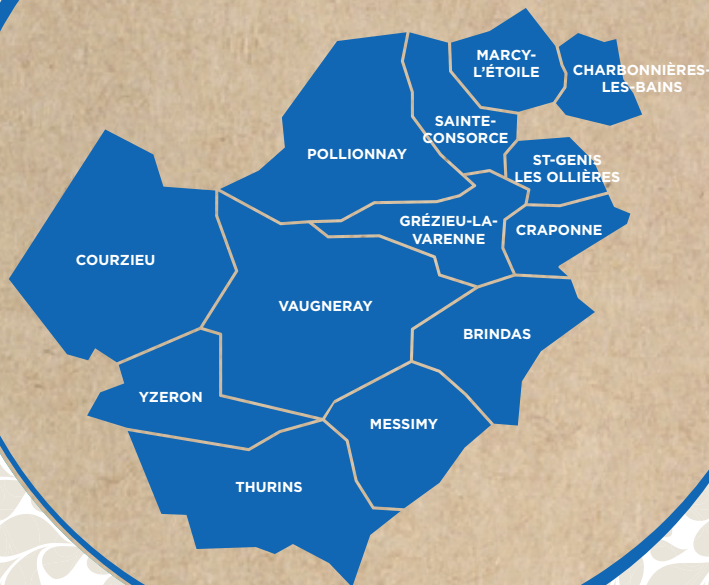 MARCY-
L'ÉTOILE
CHARBONNIÈRES-
LES-BAINS
SAINTE-
CONSORCE
POLLIONNAY
ST-GENIS
LES OLLIÈRES
GRÉZIEU-LA-
VARENNE
CRAPONNE
COURZIEU
VAUGNERAY
BRINDAS
YZERON
MESSIMY
THURINS